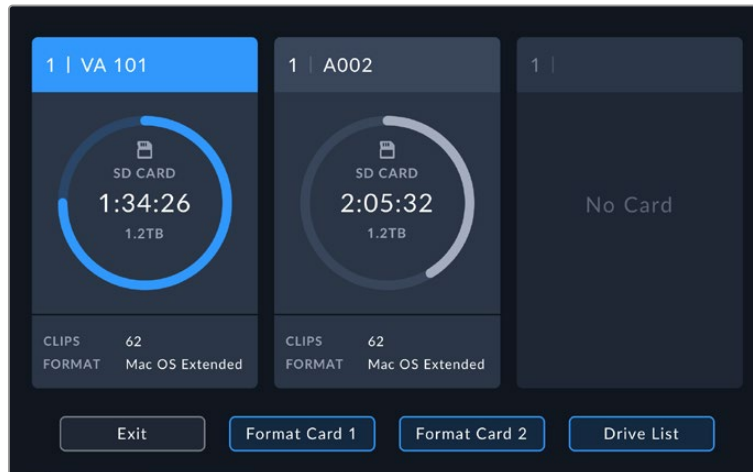 1 | VA 101
SD CARD
1:34:26
1.2TB
CLIPS 62
FORMAT Mac OS Extended
1 | A002
SD CARD
2:05:32
1.2TB
CLIPS 62
FORMAT Mac OS Extended
1 |
No Card
Exit
Format Card 1
Format Card 2
Drive List